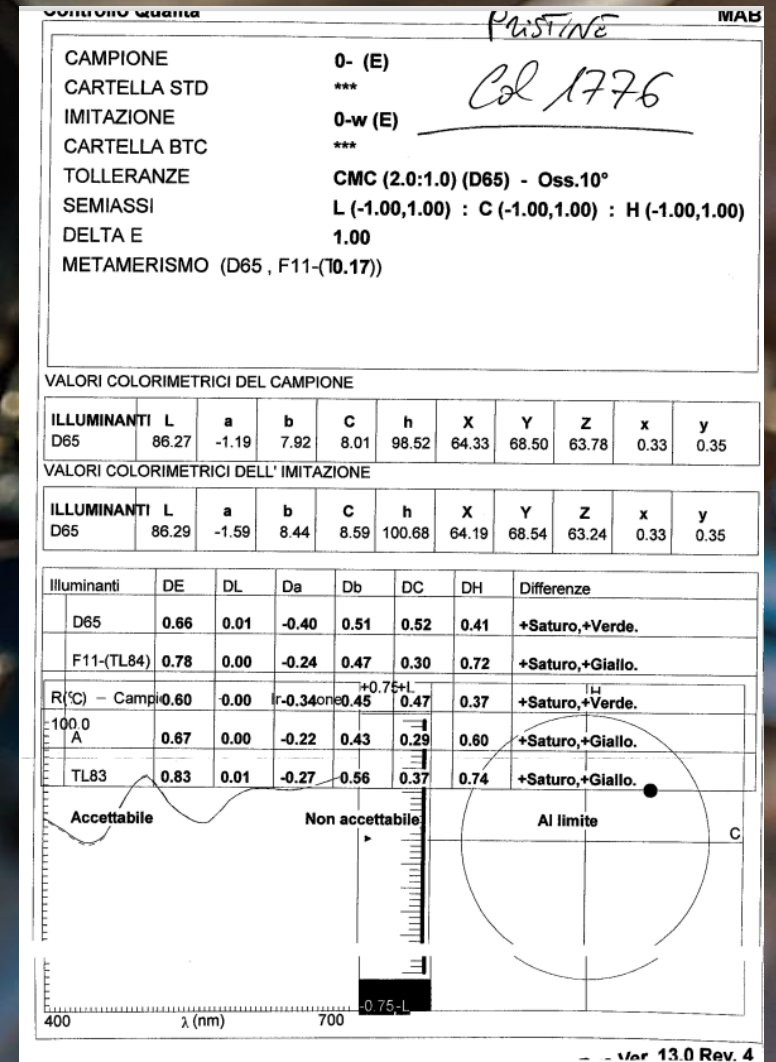 Controllo Qualità
MAB
PRISTINE
Col 1776
CAMPIONE 0- (E)
CARTELLA STD ***
IMITAZIONE 0-w (E)
CARTELLA BTC ***
TOLLERANZE CMC (2.0:1.0) (D65) - Oss.10°
SEMIASSI L (-1.00,1.00) : C (-1.00,1.00) : H (-1.00,1.00)
DELTA E 1.00
METAMERISMO (D65 , F11-(T0.17))
VALORI COLORIMETRICI DEL CAMPIONE
ILLUMINANTI L a b C h X Y Z x y
D65 86.27 -1.19 7.92 8.01 98.52 64.33 68.50 63.78 0.33 0.35
VALORI COLORIMETRICI DELL' IMITAZIONE
ILLUMINANTI L a b C h X Y Z x y
D65 86.29 -1.59 8.44 8.59 100.68 64.19 68.54 63.24 0.33 0.35
Illuminanti DE DL Da Db DC DH Differenze
D65 0.66 0.01 -0.40 0.51 0.52 0.41 +Saturo,+Verde.
F11-(TL84) 0.78 0.00 -0.24 0.47 0.30 0.72 +Saturo,+Giallo.
+0.75+L H
0.60 -0.00 -0.34 0.45 0.47 0.37 +Saturo,+Verde.
100.0
A 0.67 0.00 -0.22 0.43 0.29 0.60 +Saturo,+Giallo.
TL83 0.83 0.01 -0.27 0.56 0.37 0.74 +Saturo,+Giallo.
Accettabile Non accettabile Al limite
C
-0.75-L
400 λ (nm) 700
Ver. 13.0 Rev. 4